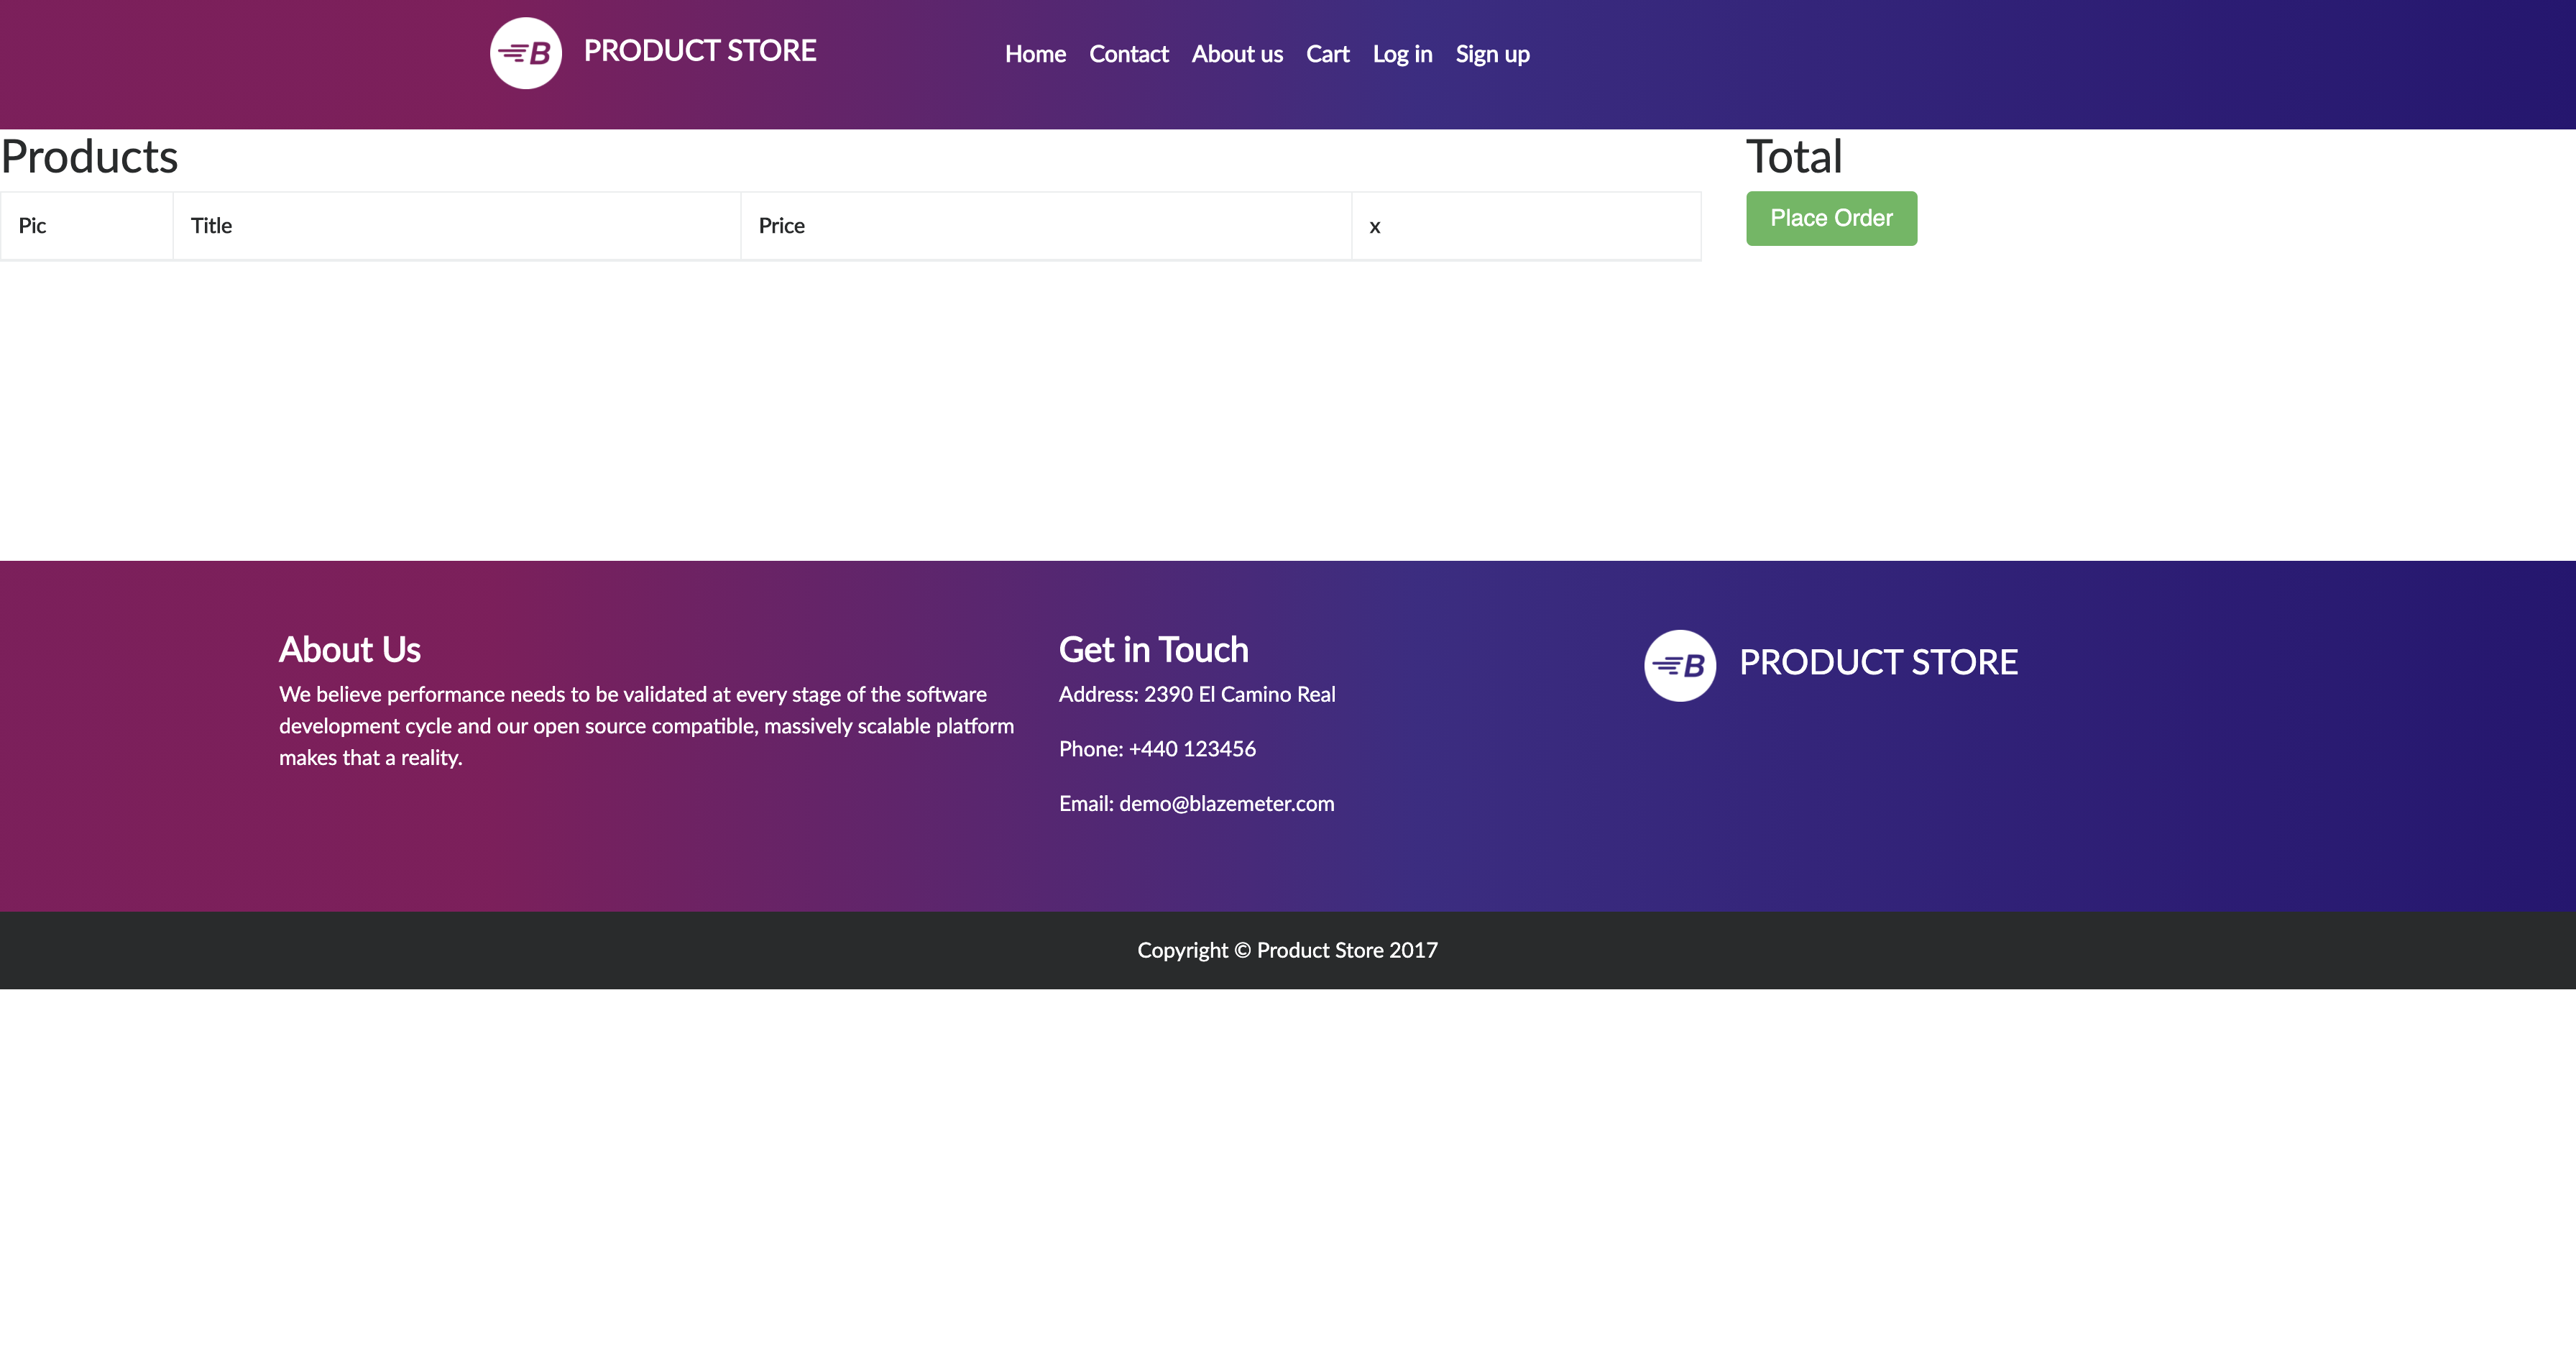 B PRODUCT STORE Home Contact About us Cart Log in Sign up
Products
Total
Pic Title Price x
Place Order
About Us
We believe performance needs to be validated at every stage of the software
development cycle and our open source compatible, massively scalable platform
makes that a reality.
Get in Touch
Address: 2390 El Camino Real
Phone: +440 123456
Email: demo@blazemeter.com
B PRODUCT STORE
Copyright © Product Store 2017